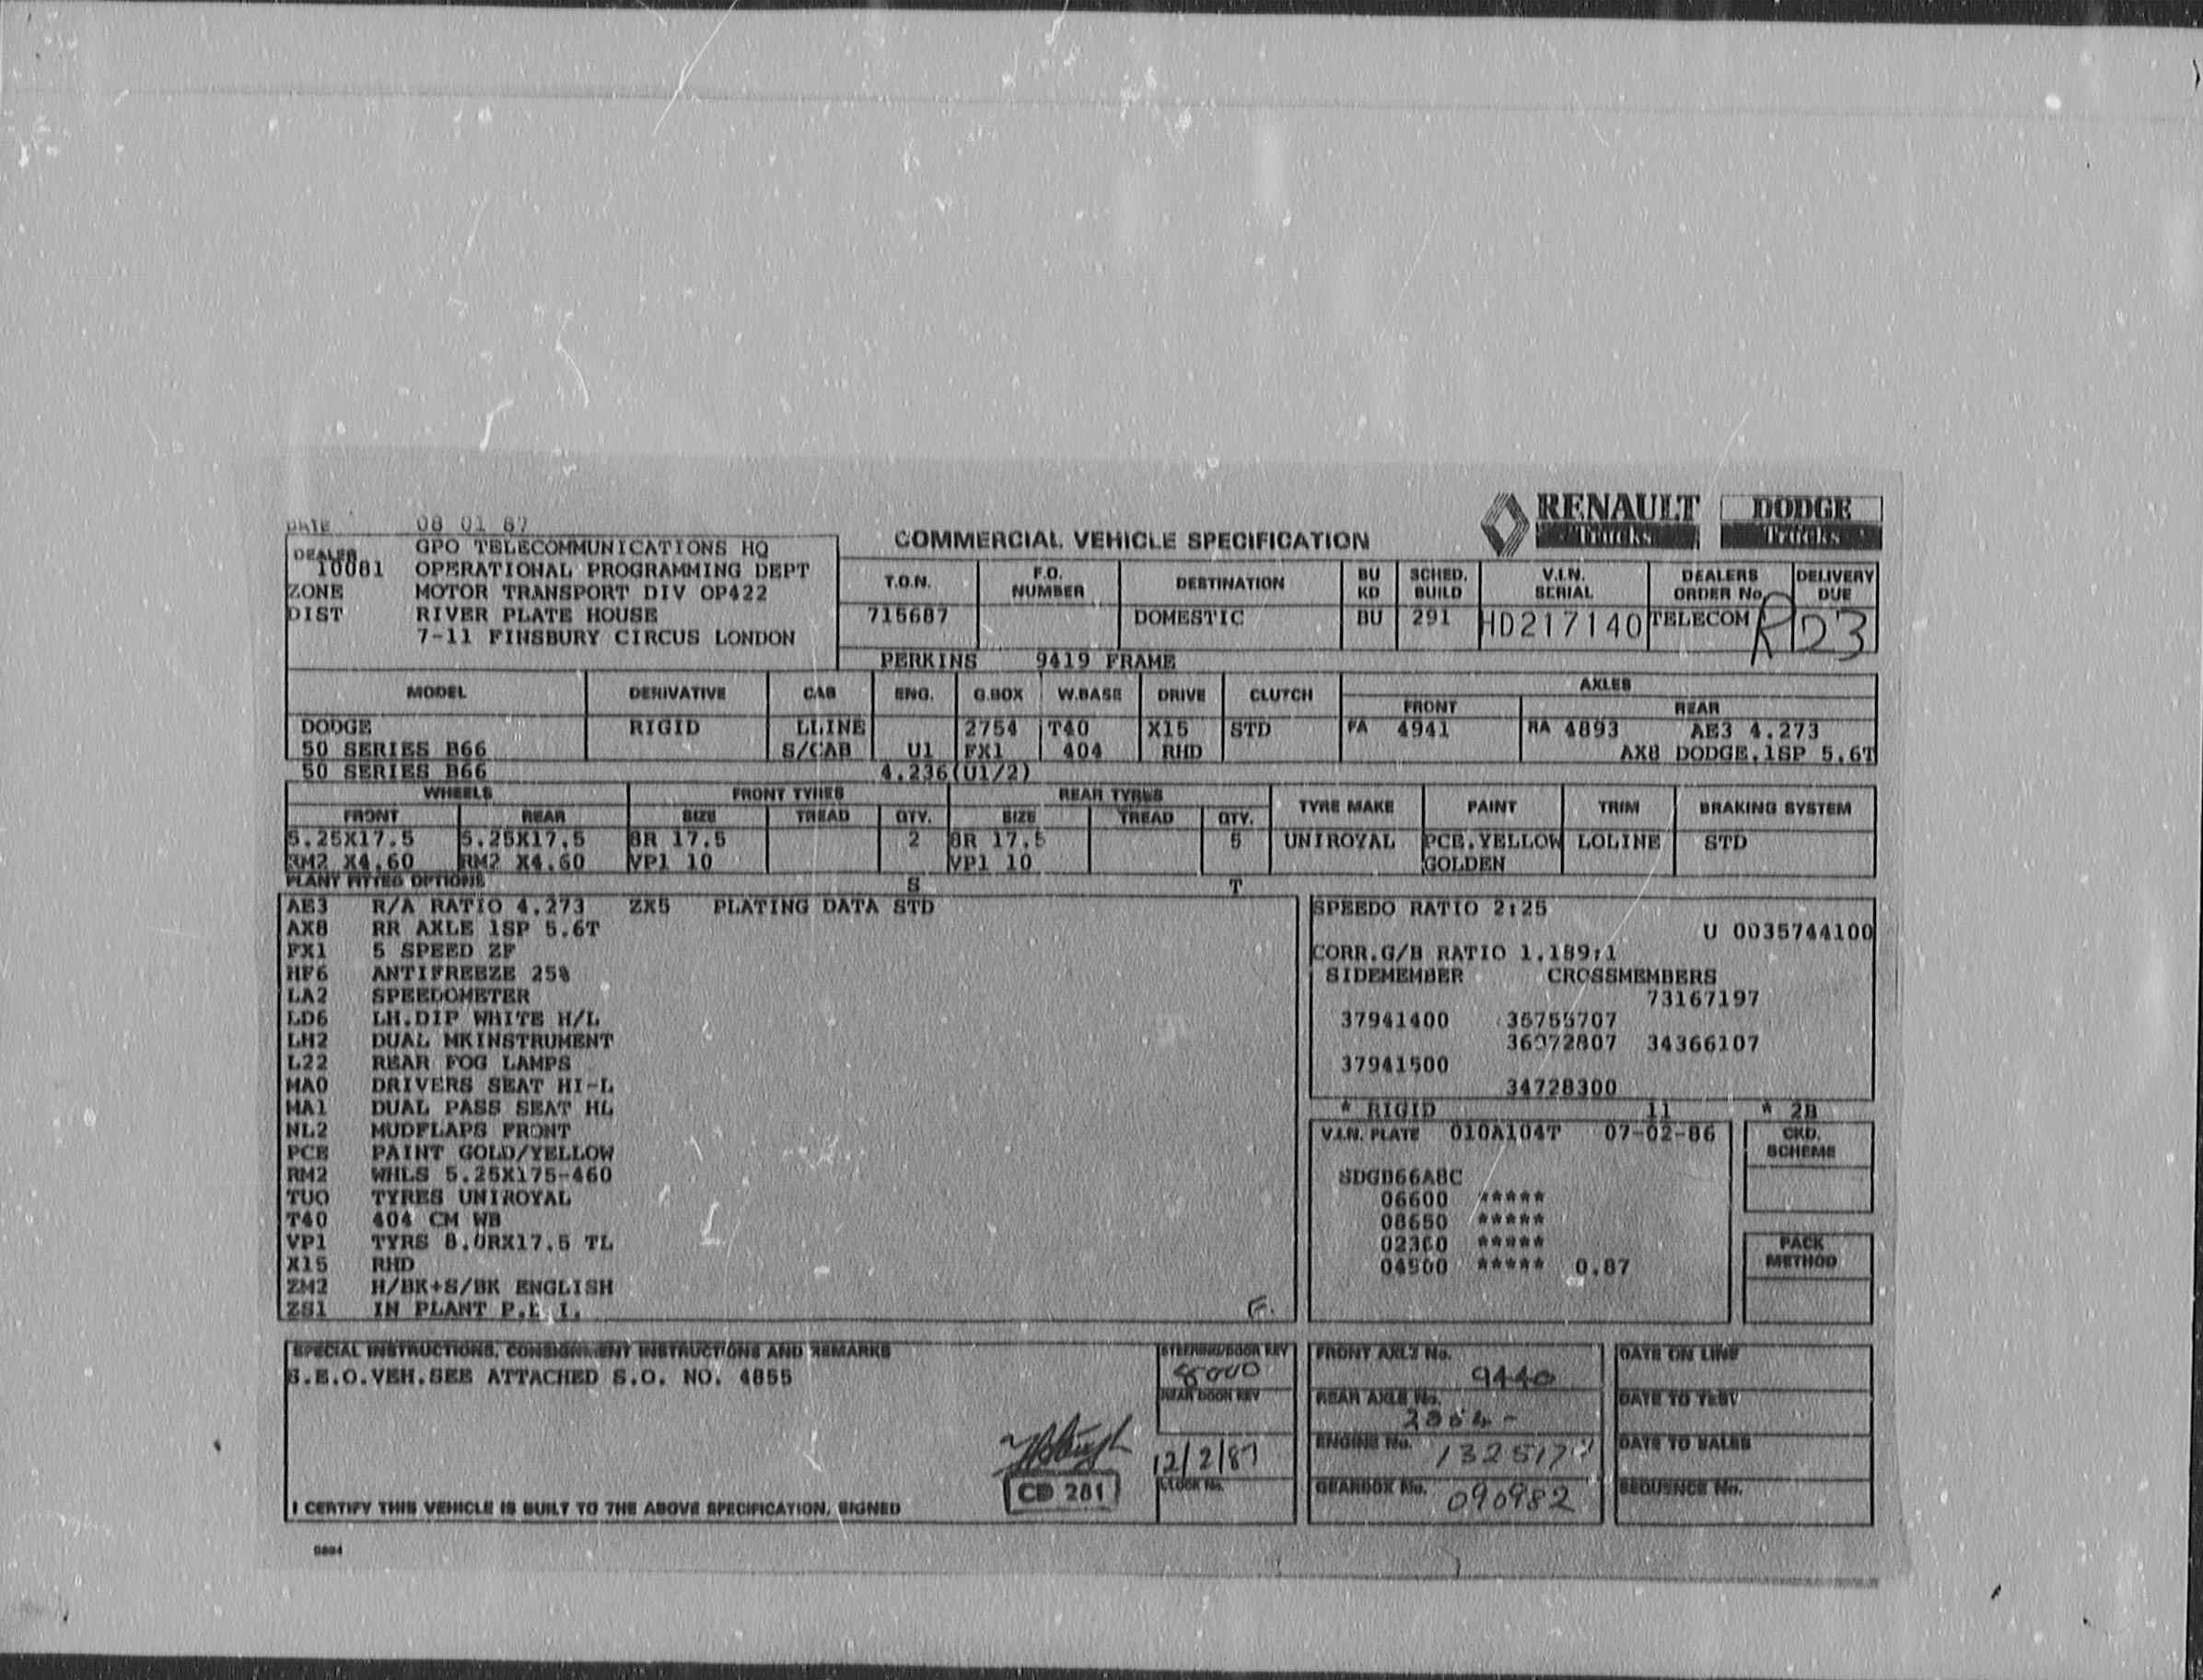 RENAULT Trucks DODGE Trucks
DATE 08 01 87
COMMERCIAL VEHICLE SPECIFICATION
DEALER 10081 GPO TELECOMMUNICATIONS HQ
OPERATIONAL PROGRAMMING DEPT
ZONE MOTOR TRANSPORT DIV OP422
DIST RIVER PLATE HOUSE
7-11 FINSBURY CIRCUS LONDON
T.O.N. F.O. NUMBER DESTINATION BU KD SCHED. BUILD V.I.N. SERIAL DEALERS ORDER No. DELIVERY DUE
715687 DOMESTIC BU 291 HD217140 TELECOM R123
PERKINS 9419 FRAME
MODEL DERIVATIVE CAB ENG. G.BOX W.BASE DRIVE CLUTCH AXLES
FRONT REAR
DODGE RIGID LLINE 2754 T40 X15 STD FA 4941 RA 4893 AE3 4.273
50 SERIES B66 S/CAB U1 FX1 404 RHD AX8 DODGE.1SP 5.6T
50 SERIES B66 4.236(U1/2)
WHEELS FRONT TYRES REAR TYRES TYRE MAKE PAINT TRIM BRAKING SYSTEM
FRONT REAR SIZE TREAD QTY. SIZE TREAD QTY.
5.25X17.5 5.25X17.5 8R 17.5 2 8R 17.5 5 UNIROYAL PCB.YELLOW LOLINE STD
RM2 X4.60 RM2 X4.60 VP1 10 VP1 10 GOLDEN
PLANT FITTED OPTIONS S T
AE3 R/A RATIO 4.273 ZX5 PLATING DATA STD
AX8 RR AXLE 1SP 5.6T
FX1 5 SPEED ZF
HF6 ANTIFREEZE 25%
LA2 SPEEDOMETER
LD6 LH.DIP WHITE H/L
LH2 DUAL MKINSTRUMENT
L22 REAR FOG LAMPS
MA0 DRIVERS SEAT HI-L
MA1 DUAL PASS SEAT HL
NL2 MUDFLAPS FRONT
PCB PAINT GOLD/YELLOW
RM2 WHLS 5.25X175-460
TUO TYRES UNIROYAL
T40 404 CM WB
VP1 TYRS 8.0RX17.5 TL
X15 RHD
ZM2 H/BK+S/BK ENGLISH
ZS1 IN PLANT P.D.I.
SPEEDO RATIO 2:25
U 0035744100
CORR.G/B RATIO 1.189:1
SIDEMEMBER CROSSMEMBERS
73167197
37941400 36755707
36972807 34366107
37941500
34728300
* RIGID 11 * 2B
V.I.N. PLATE 010A104T 07-02-86
SDGB66ABC
06600 *****
08650 *****
02360 *****
04500 ***** 0.87
CKD. SCHEME
PACK METHOD
SPECIAL INSTRUCTIONS, CONSIGNMENT INSTRUCTIONS AND REMARKS
S.E.O.VEH.SEE ATTACHED S.O. NO. 4855
I CERTIFY THIS VEHICLE IS BUILT TO THE ABOVE SPECIFICATION, SIGNED
CD 281
STEERING/DOOR KEY
8000
REAR DOOR KEY
12/2/87
CLOCK No.
FRONT AXLE No. 9440
REAR AXLE No.
ENGINE No.
GEARBOX No. 090982
DATE ON LINE
DATE TO TEST
DATE TO SALES
SEQUENCE No.